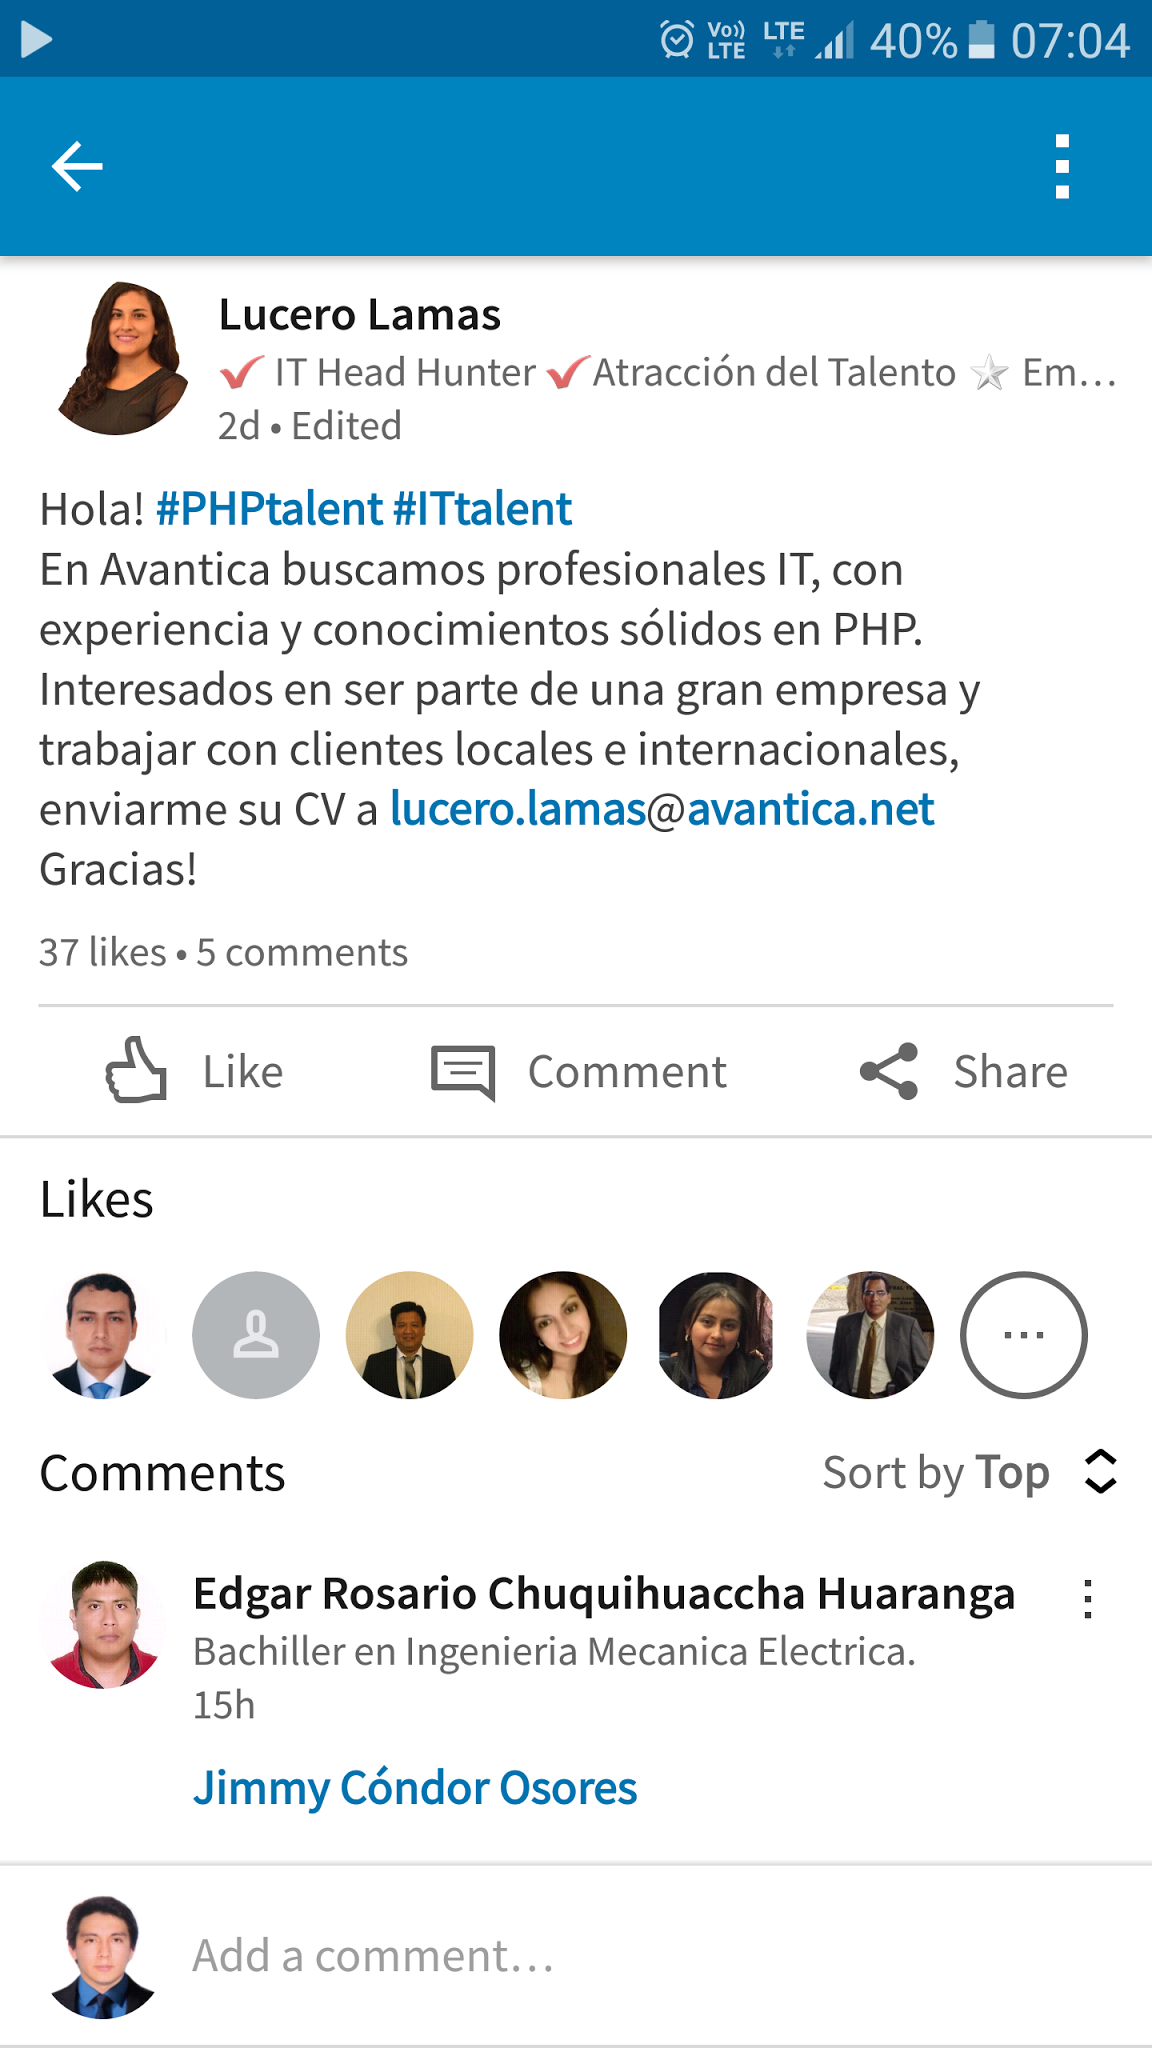 Vo)) LTE LTE 40% 07:04
Lucero Lamas
IT Head Hunter Atracción del Talento Em...
2d • Edited
Hola! #PHPtalent #ITtalent
En Avantica buscamos profesionales IT, con
experiencia y conocimientos sólidos en PHP.
Interesados en ser parte de una gran empresa y
trabajar con clientes locales e internacionales,
enviarme su CV a lucero.lamas@avantica.net
Gracias!
37 likes • 5 comments
Like Comment Share
Likes
Comments Sort by Top
Edgar Rosario Chuquihuaccha Huaranga
Bachiller en Ingenieria Mecanica Electrica.
15h
Jimmy Cóndor Osores
Add a comment...